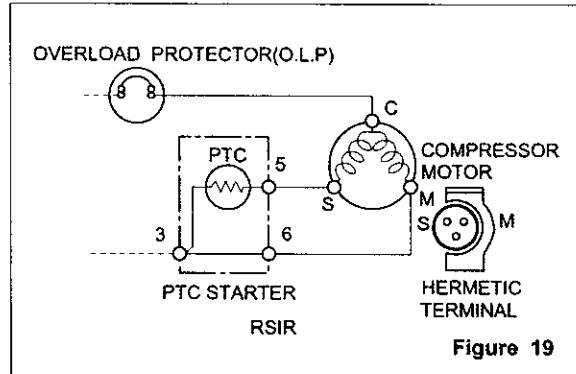 OVERLOAD PROTECTOR(O.L.P)
C
PTC
5
COMPRESSOR
MOTOR
S
M
S
M
3
6
PTC STARTER
HERMETIC
TERMINAL
RSIR
Figure 19